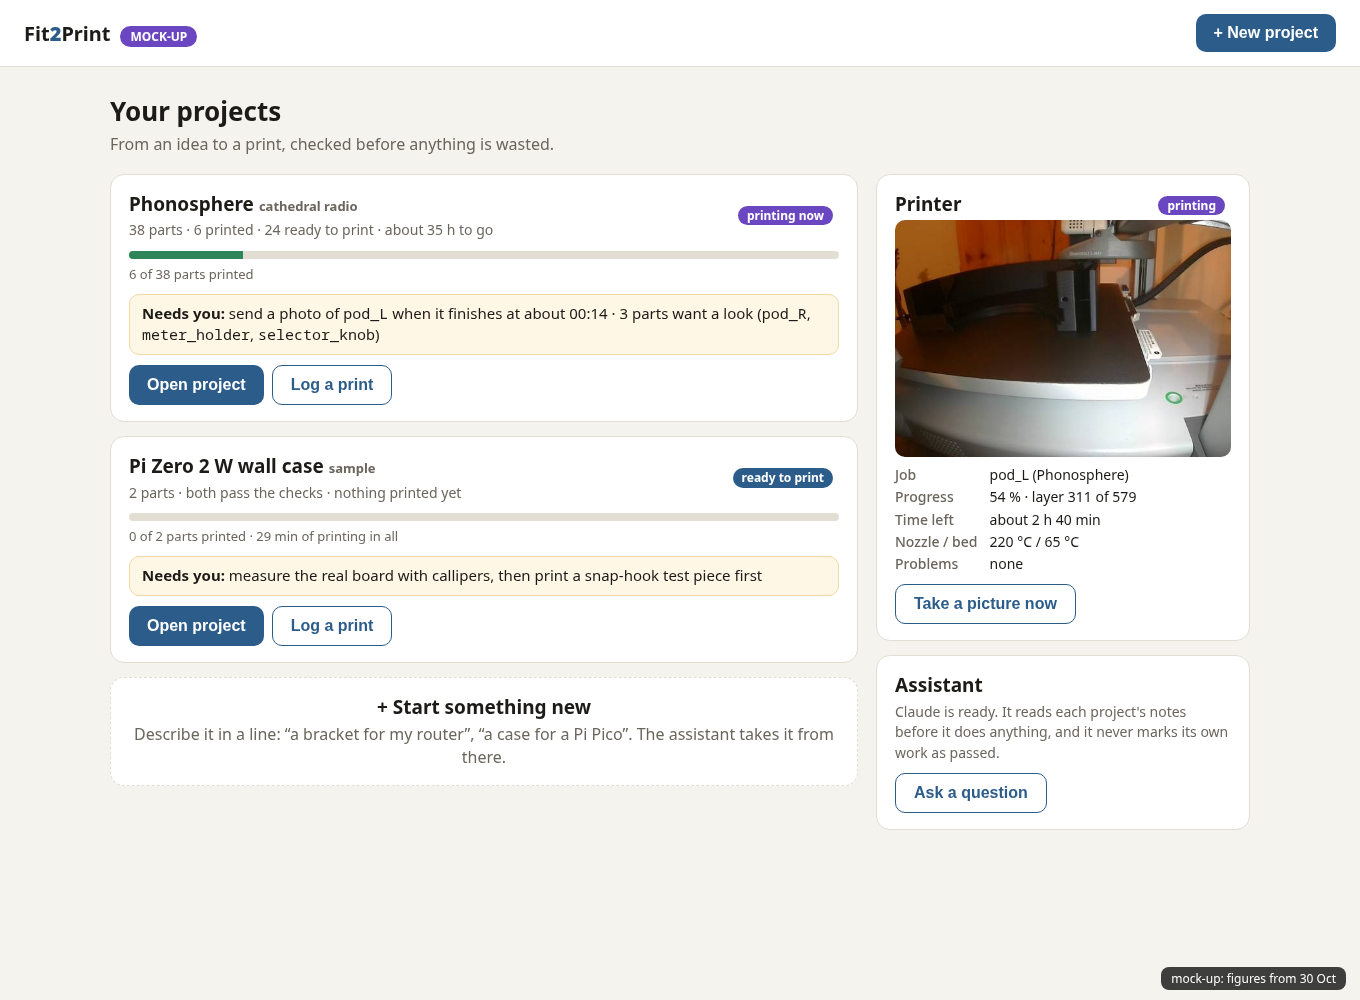 Fit2Print MOCK-UP
+ New project
Your projects
From an idea to a print, checked before anything is wasted.
Phonosphere cathedral radio
printing now
38 parts · 6 printed · 24 ready to print · about 35 h to go
6 of 38 parts printed
Needs you: send a photo of pod_L when it finishes at about 00:14 · 3 parts want a look (pod_R,
meter_holder, selector_knob)
Open project
Log a print
Pi Zero 2 W wall case sample
ready to print
2 parts · both pass the checks · nothing printed yet
0 of 2 parts printed · 29 min of printing in all
Needs you: measure the real board with callipers, then print a snap-hook test piece first
Open project
Log a print
+ Start something new
Describe it in a line: “a bracket for my router”, “a case for a Pi Pico”. The assistant takes it from
there.
Printer
printing
Job pod_L (Phonosphere)
Progress 54 % · layer 311 of 579
Time left about 2 h 40 min
Nozzle / bed 220 °C / 65 °C
Problems none
Take a picture now
Assistant
Claude is ready. It reads each project's notes
before it does anything, and it never marks its own
work as passed.
Ask a question
mock-up: figures from 30 Oct